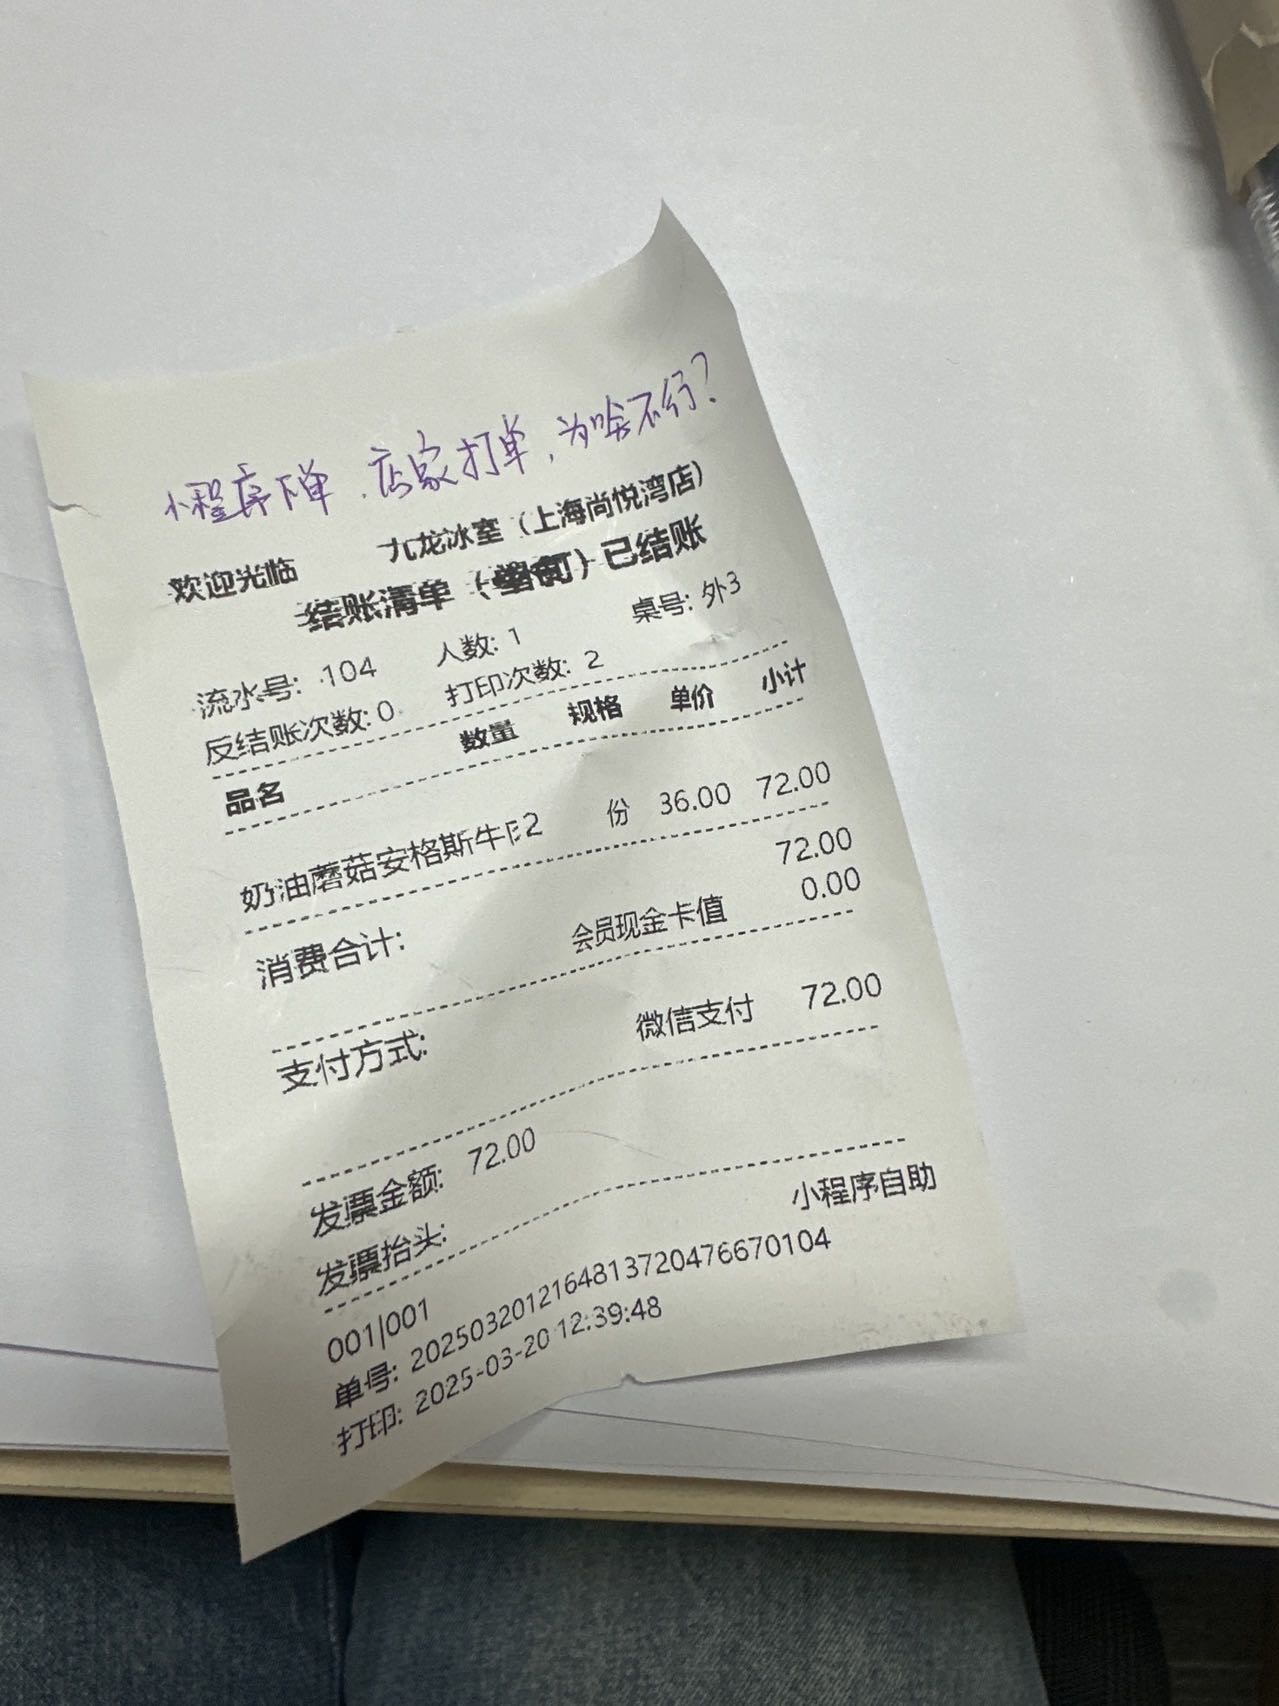 小程序下单,店家打单,为啥不行?
欢迎光临 九龙冰室（上海尚悦湾店）
结账清单 () 已结账
流水号: 104 人数: 1 桌号: 外3
反结账次数: 0 打印次数: 2
品名 数量 规格 单价 小计
奶油蘑菇安格斯牛 2 份 36.00 72.00
消费合计: 72.00
会员现金卡值 0.00
支付方式: 微信支付 72.00
发票金额: 72.00
发票抬头:
001|001 小程序自助
单号: 2025032012164813720476670104
打印: 2025-03-20 12:39:48